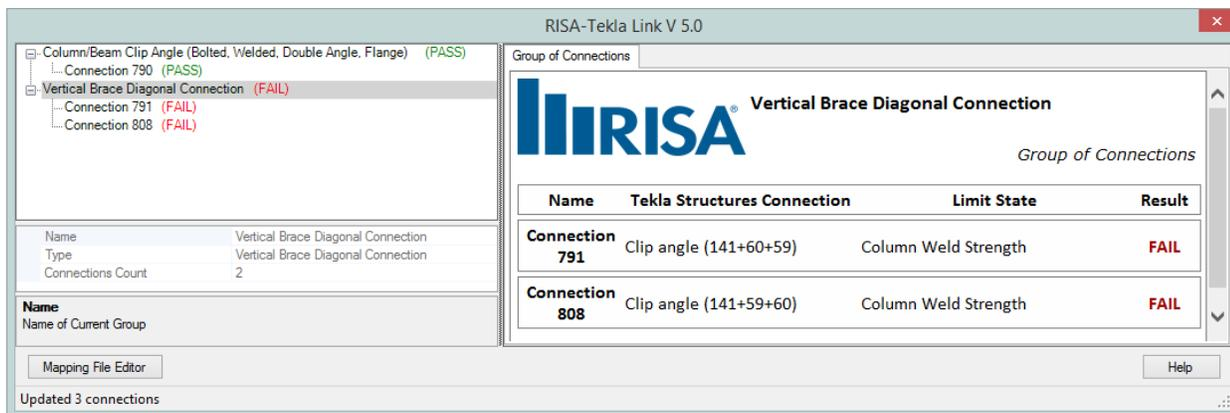 RISA-Tekla Link V 5.0
Column/Beam Clip Angle (Bolted, Welded, Double Angle, Flange) (PASS)
Connection 790 (PASS)
Vertical Brace Diagonal Connection (FAIL)
Connection 791 (FAIL)
Connection 808 (FAIL)
Name Vertical Brace Diagonal Connection
Type Vertical Brace Diagonal Connection
Connections Count 2
Name
Name of Current Group
Group of Connections
RISA® Vertical Brace Diagonal Connection
Group of Connections
Name Tekla Structures Connection Limit State Result
Connection 791 Clip angle (141+60+59) Column Weld Strength FAIL
Connection 808 Clip angle (141+59+60) Column Weld Strength FAIL
Mapping File Editor Help
Updated 3 connections